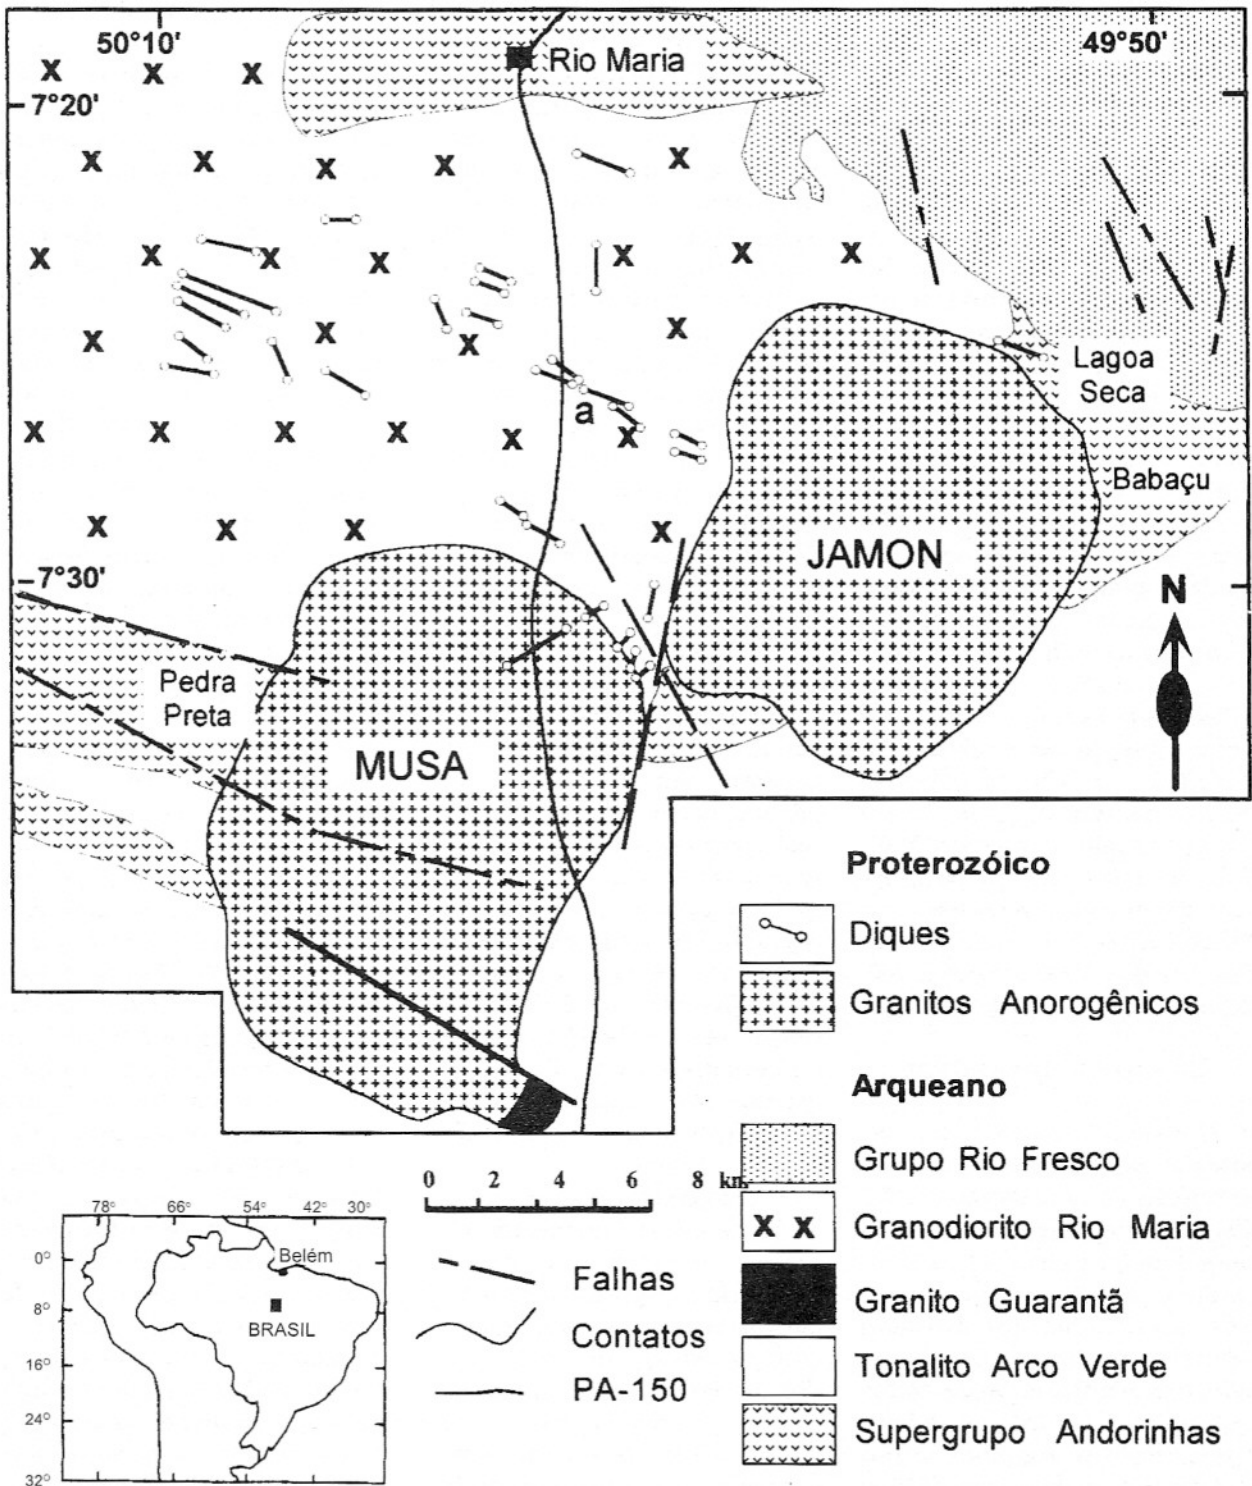 50°10'
49°50'
Rio Maria
7°20'
X X X
X X X X X
X X X X X X X
X X X X
a
Lagoa
Seca
X X X X X X
Babaçu
X X X X
JAMON
7°30'
N
Pedra
Preta
MUSA
Proterozóico
Diques
Granitos Anorogênicos
Arqueano
Grupo Rio Fresco
X X Granodiorito Rio Maria
Granito Guarantã
Tonalito Arco Verde
Supergrupo Andorinhas
0 2 4 6 8 km
Falhas
Contatos
PA-150
78° 66° 54° 42° 30°
0°
8°
16°
24°
32°
Belém
BRASIL